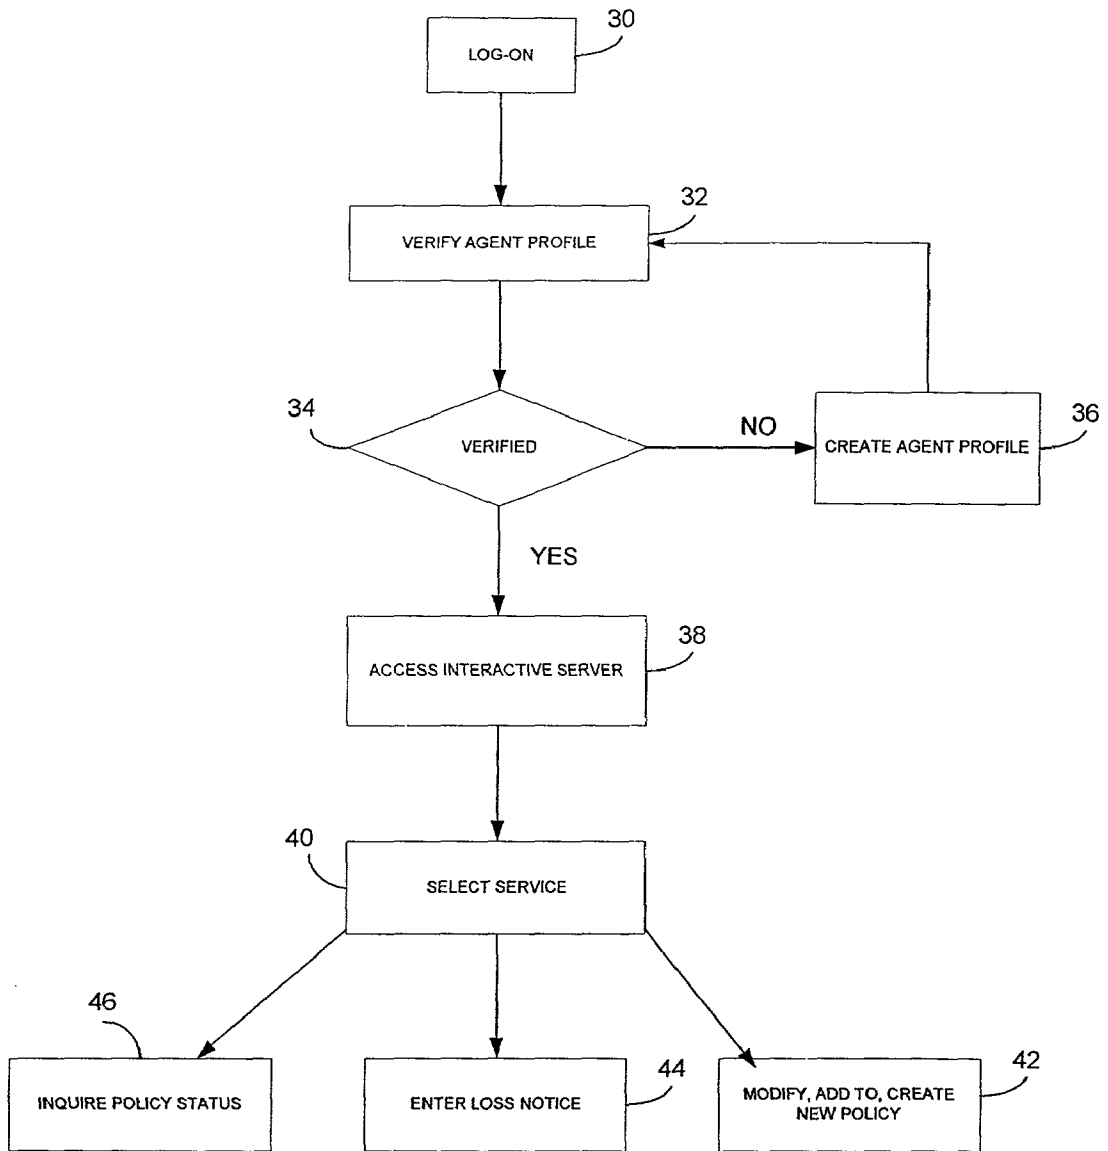 30
LOG-ON
32
VERIFY AGENT PROFILE
34
VERIFIED
NO
36
CREATE AGENT PROFILE
YES
38
ACCESS INTERACTIVE SERVER
40
SELECT SERVICE
46
INQUIRE POLICY STATUS
44
ENTER LOSS NOTICE
42
MODIFY, ADD TO, CREATE
NEW POLICY